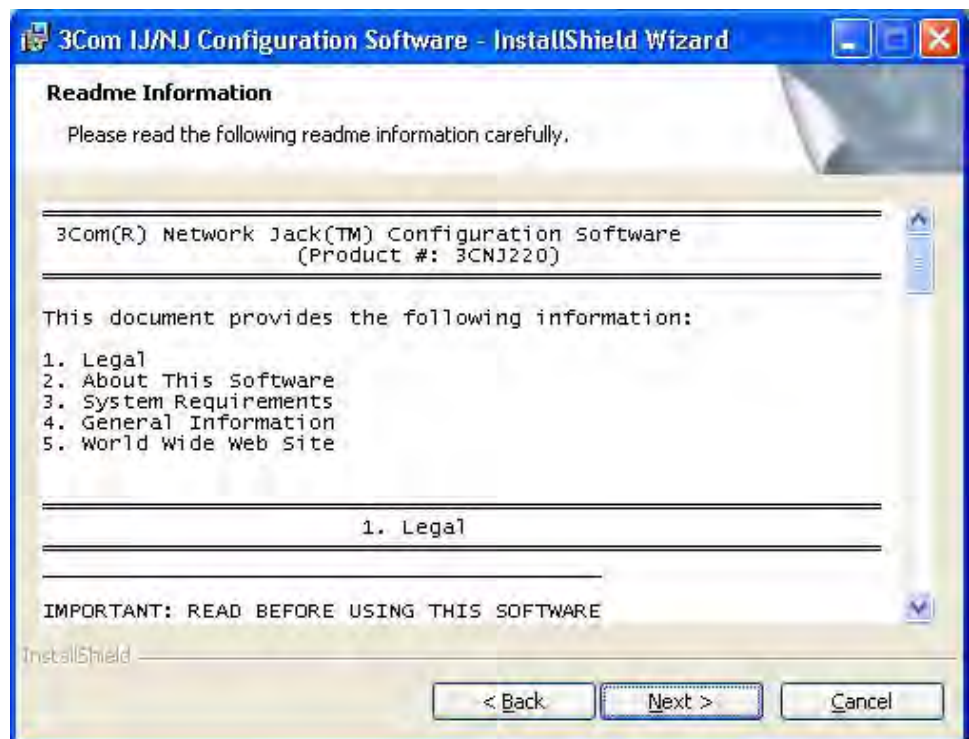 3Com IJ/NJ Configuration Software - InstallShield Wizard
Readme Information
Please read the following readme information carefully.
3Com(R) Network Jack(TM) Configuration Software
(Product #: 3CNJ220)
This document provides the following information:
1. Legal
2. About This Software
3. System Requirements
4. General Information
5. World Wide Web Site
1. Legal
IMPORTANT: READ BEFORE USING THIS SOFTWARE
InstallShield
< Back
Next >
Cancel